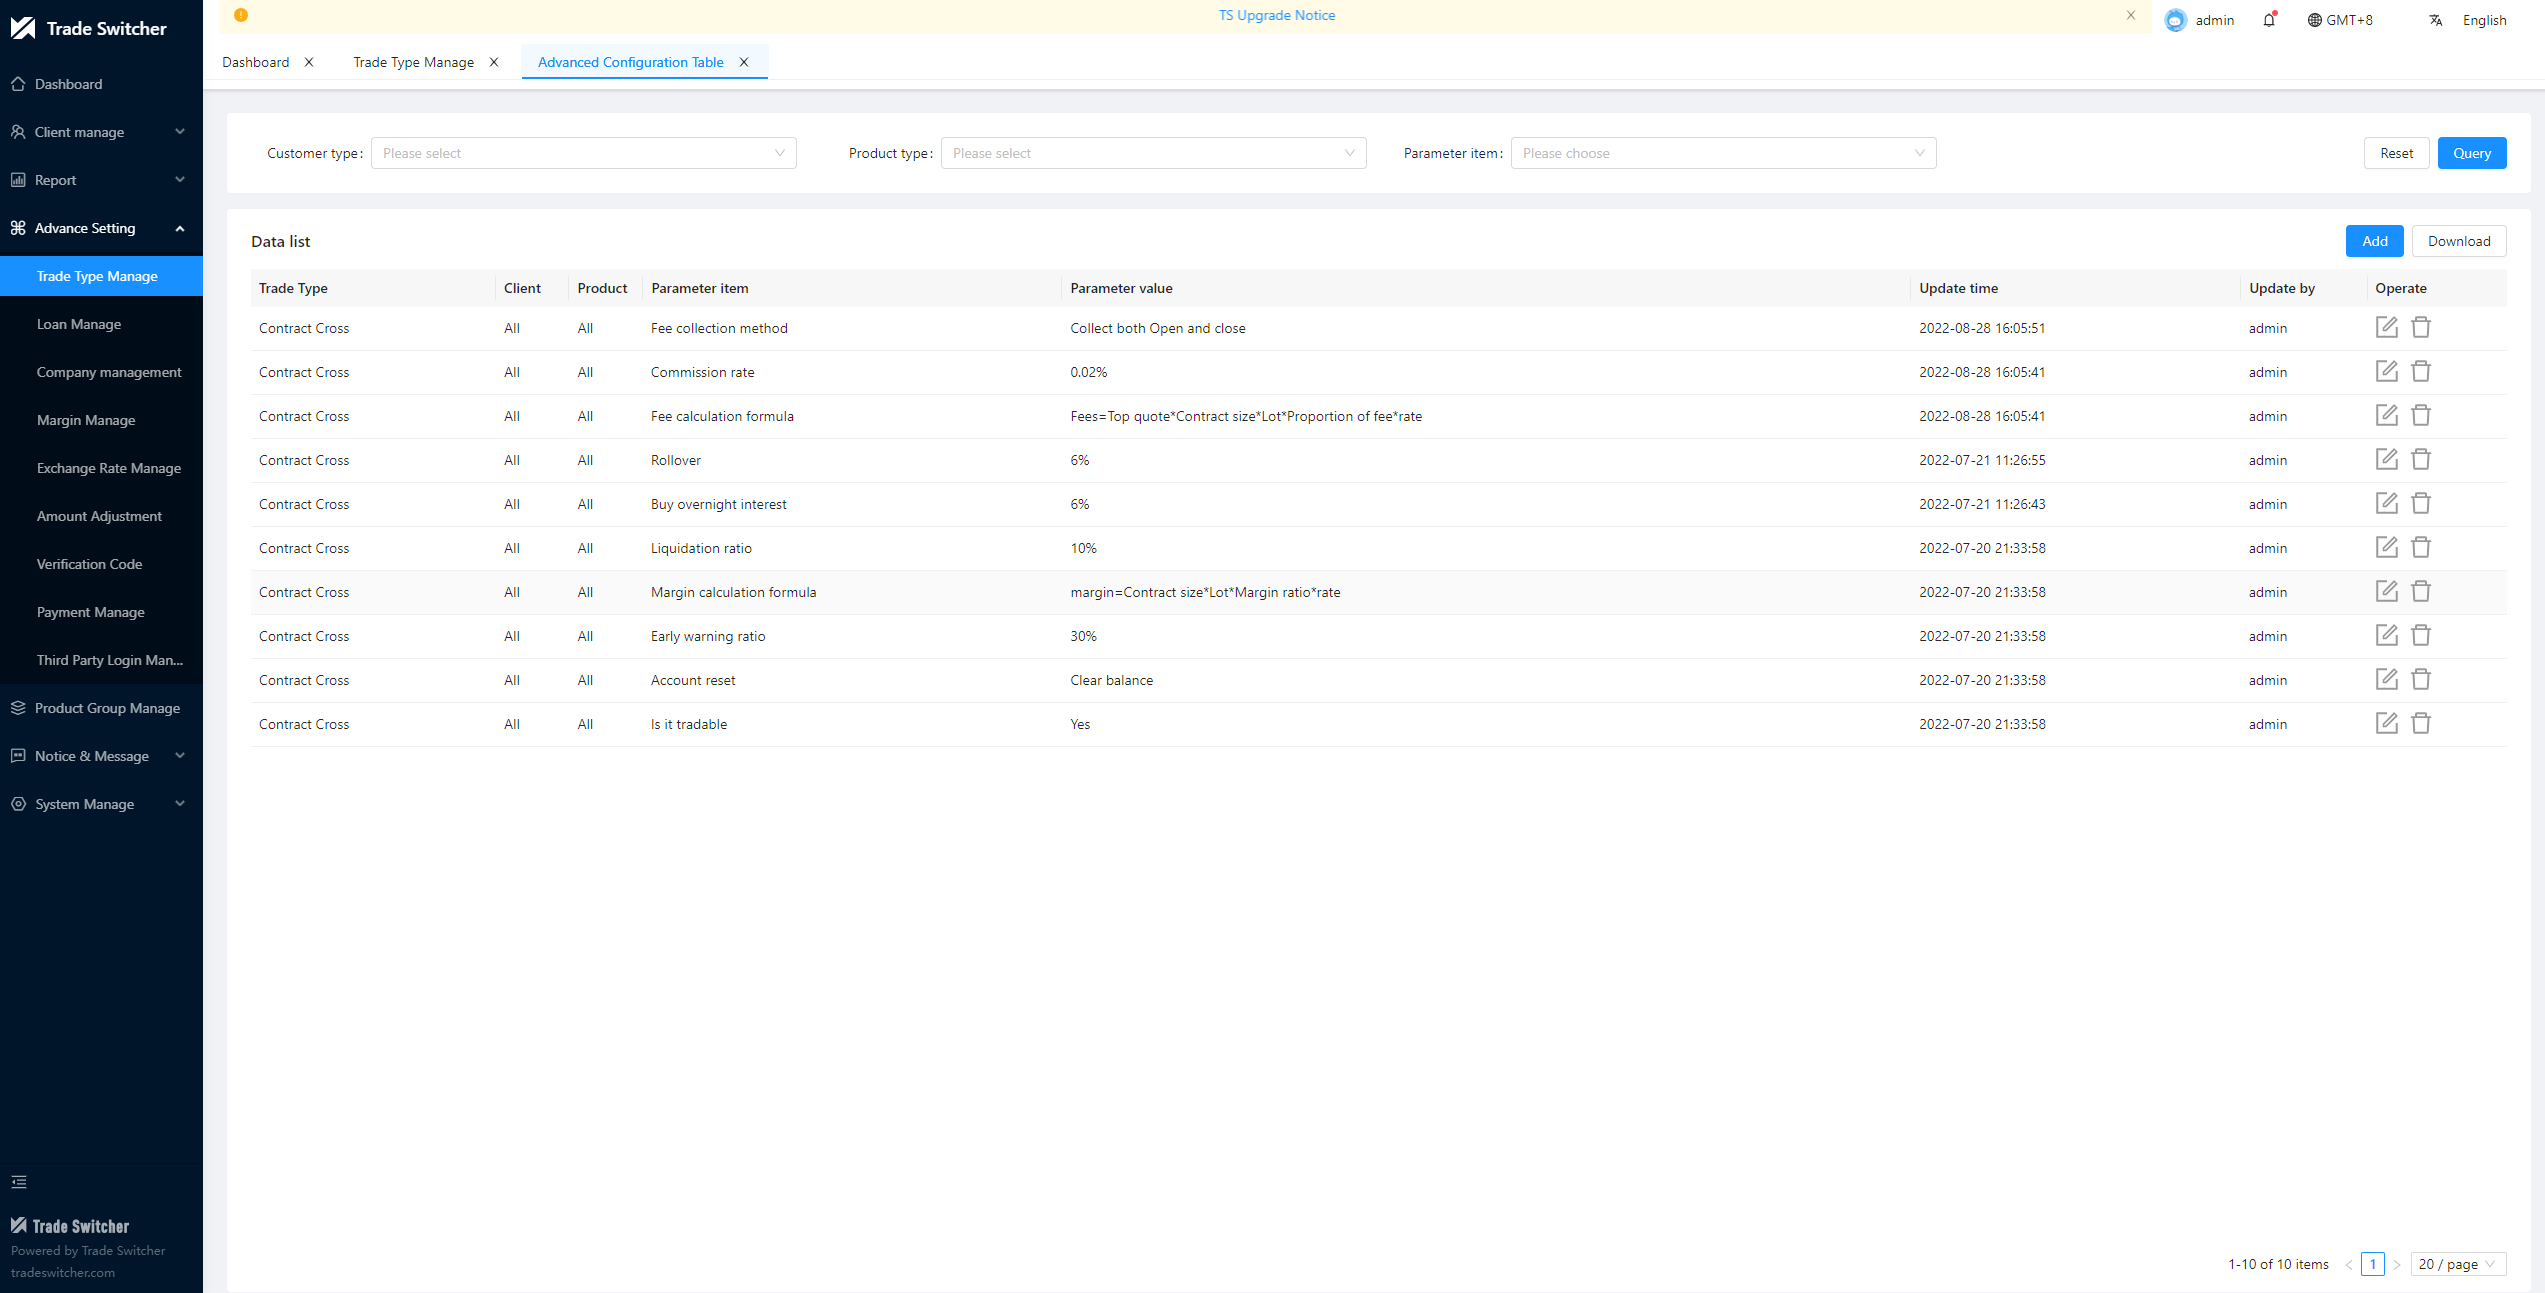 Trade Switcher
TS Upgrade Notice
admin
GMT+8
English
Dashboard
Trade Type Manage
Advanced Configuration Table
Dashboard
Client manage
Report
Advance Setting
Trade Type Manage
Loan Manage
Company management
Margin Manage
Exchange Rate Manage
Amount Adjustment
Verification Code
Payment Manage
Third Party Login Man...
Product Group Manage
Notice & Message
System Manage
Customer type: Please select
Product type: Please select
Parameter item: Please choose
Reset
Query
Data list
Add
Download
Trade Type Client Product Parameter item Parameter value Update time Update by Operate
Contract Cross All All Fee collection method Collect both Open and close 2022-08-28 16:05:51 admin
Contract Cross All All Commission rate 0.02% 2022-08-28 16:05:41 admin
Contract Cross All All Fee calculation formula Fees=Top quote*Contract size*Lot*Proportion of fee*rate 2022-08-28 16:05:41 admin
Contract Cross All All Rollover 6% 2022-07-21 11:26:55 admin
Contract Cross All All Buy overnight interest 6% 2022-07-21 11:26:43 admin
Contract Cross All All Liquidation ratio 10% 2022-07-20 21:33:58 admin
Contract Cross All All Margin calculation formula margin=Contract size*Lot*Margin ratio*rate 2022-07-20 21:33:58 admin
Contract Cross All All Early warning ratio 30% 2022-07-20 21:33:58 admin
Contract Cross All All Account reset Clear balance 2022-07-20 21:33:58 admin
Contract Cross All All Is it tradable Yes 2022-07-20 21:33:58 admin
Trade Switcher
Powered by Trade Switcher
tradeswitcher.com
1-10 of 10 items < 1 > 20 / page